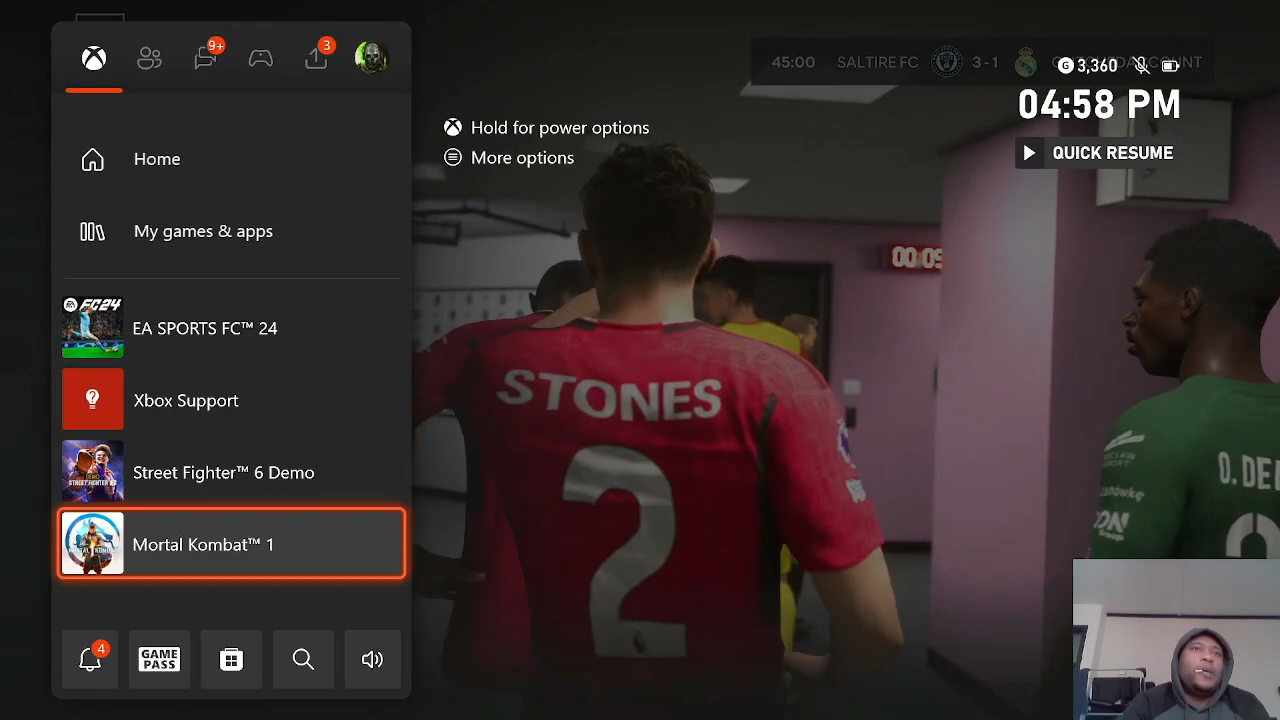 9+
3
Home
My games & apps
EA SPORTS FC™ 24
Xbox Support
Street Fighter™ 6 Demo
Mortal Kombat™ 1
4
GAME
PASS
Hold for power options
More options
45:00 SALTIRE FC 3-1
G 3,360
04:58 PM
QUICK RESUME
STONES
2